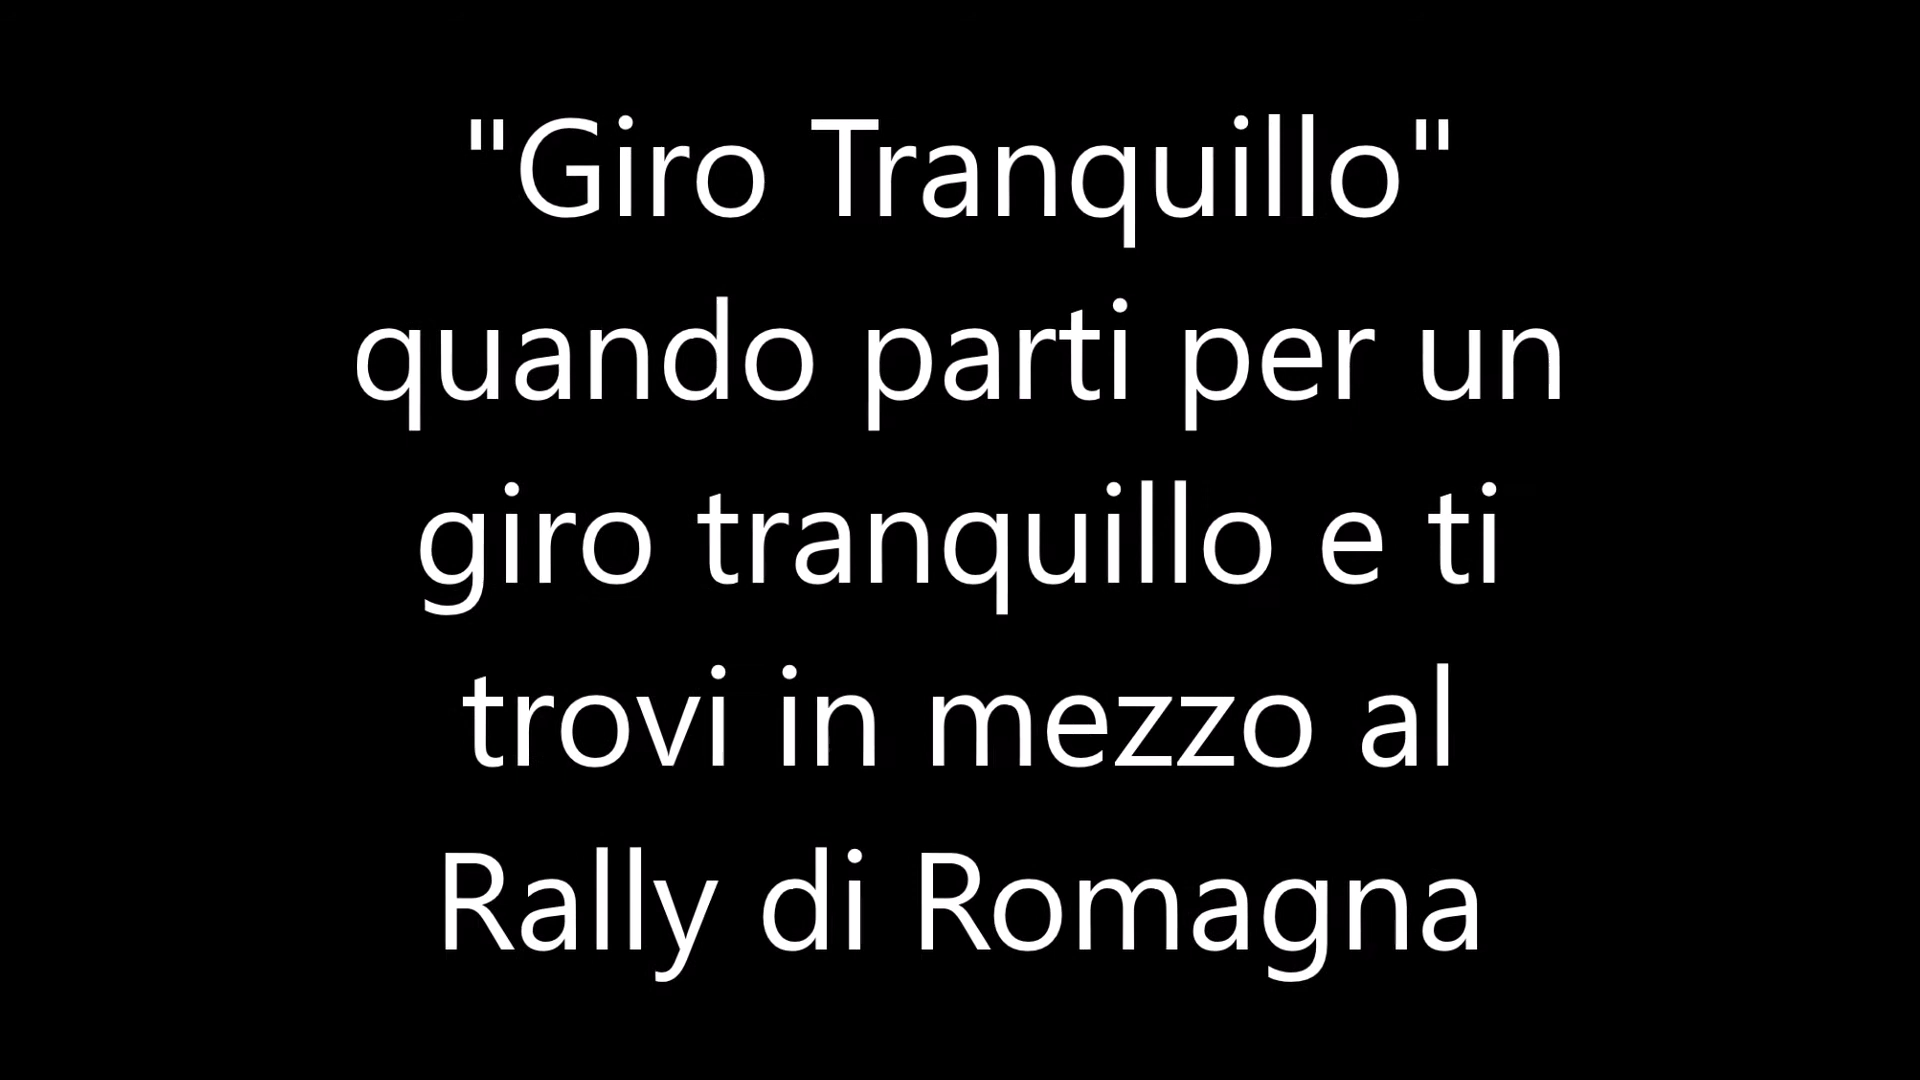 "Giro Tranquillo"
quando parti per un
giro tranquillo e ti
trovi in mezzo al
Rally di Romagna